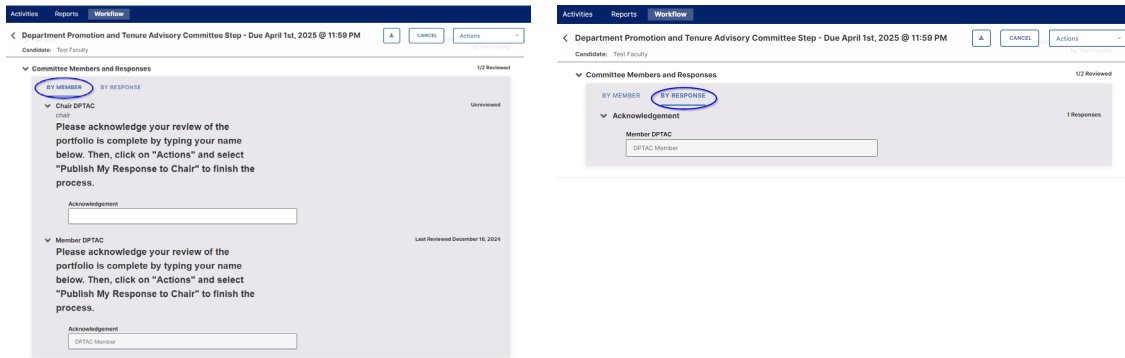 Activities Reports Workflow
Department Promotion and Tenure Advisory Committee Step - Due April 1st, 2025 @ 11:59 PM CANCEL Actions
Candidate: Test Faculty
by Test Faculty
Committee Members and Responses 1/2 Reviewed
BY MEMBER BY RESPONSE
Chair DPTAC Unreviewed
chair
Please acknowledge your review of the
portfolio is complete by typing your name
below. Then, click on "Actions" and select
"Publish My Response to Chair" to finish the
process.
Acknowledgement
Member DPTAC Last Reviewed December 16, 2024
Please acknowledge your review of the
portfolio is complete by typing your name
below. Then, click on "Actions" and select
"Publish My Response to Chair" to finish the
process.
Acknowledgement
DPTAC Member
Activities Reports Workflow
Department Promotion and Tenure Advisory Committee Step - Due April 1st, 2025 @ 11:59 PM CANCEL Actions
Candidate: Test Faculty
by Test Faculty
Committee Members and Responses 1/2 Reviewed
BY MEMBER BY RESPONSE
Acknowledgement 1 Responses
Member DPTAC
DPTAC Member